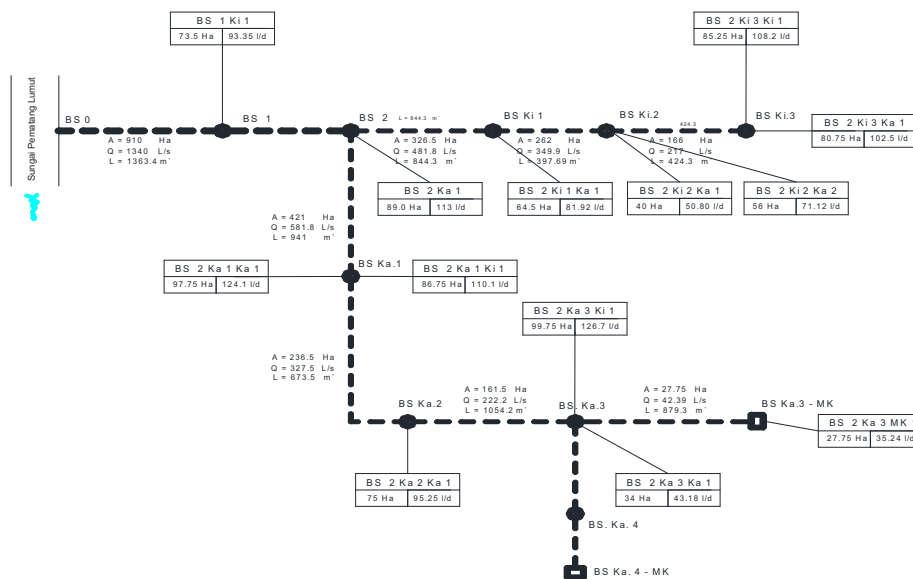 BS 1 Ki 1
73.5 Ha 93.35 l/d
BS 2 Ki 3 Ki 1
85.25 Ha 108.2 l/d
Sungai Pematang Lumut
BS 0
BS 1
BS 2
L = 844.3 m`
BS Ki 1
BS Ki.2
424.3
BS Ki.3
BS 2 Ki 3 Ka 1
80.75 Ha 102.5 l/d
A = 910 Ha
Q = 1340 L/s
L = 1363.4 m`
A = 326.5 Ha
Q = 481.8 L/s
L = 844.3 m`
A = 262 Ha
Q = 349.9 L/s
L = 397.69 m`
A = 166 Ha
Q = 217 L/s
L = 424.3 m`
BS 2 Ka 1
89.0 Ha 113 l/d
BS 2 Ki 1 Ka 1
64.5 Ha 81.92 l/d
BS 2 Ki 2 Ka 1
40 Ha 50.80 l/d
BS 2 Ki 2 Ka 2
56 Ha 71.12 l/d
A = 421 Ha
Q = 581.8 L/s
L = 941 m`
BS Ka.1
BS 2 Ka 1 Ka 1
97.75 Ha 124.1 l/d
BS 2 Ka 1 Ki 1
86.75 Ha 110.1 l/d
BS 2 Ka 3 Ki 1
99.75 Ha 126.7 l/d
A = 236.5 Ha
Q = 327.5 L/s
L = 673.5 m`
A = 161.5 Ha
Q = 222.2 L/s
L = 1054.2 m`
A = 27.75 Ha
Q = 42.39 L/s
L = 879.3 m`
BS Ka.2
BS. Ka.3
BS Ka.3 - MK
BS 2 Ka 3 MK
27.75 Ha 35.24 l/d
BS 2 Ka 2 Ka 1
75 Ha 95.25 l/d
BS 2 Ka 3 Ka 1
34 Ha 43.18 l/d
BS. Ka. 4
BS Ka. 4 - MK